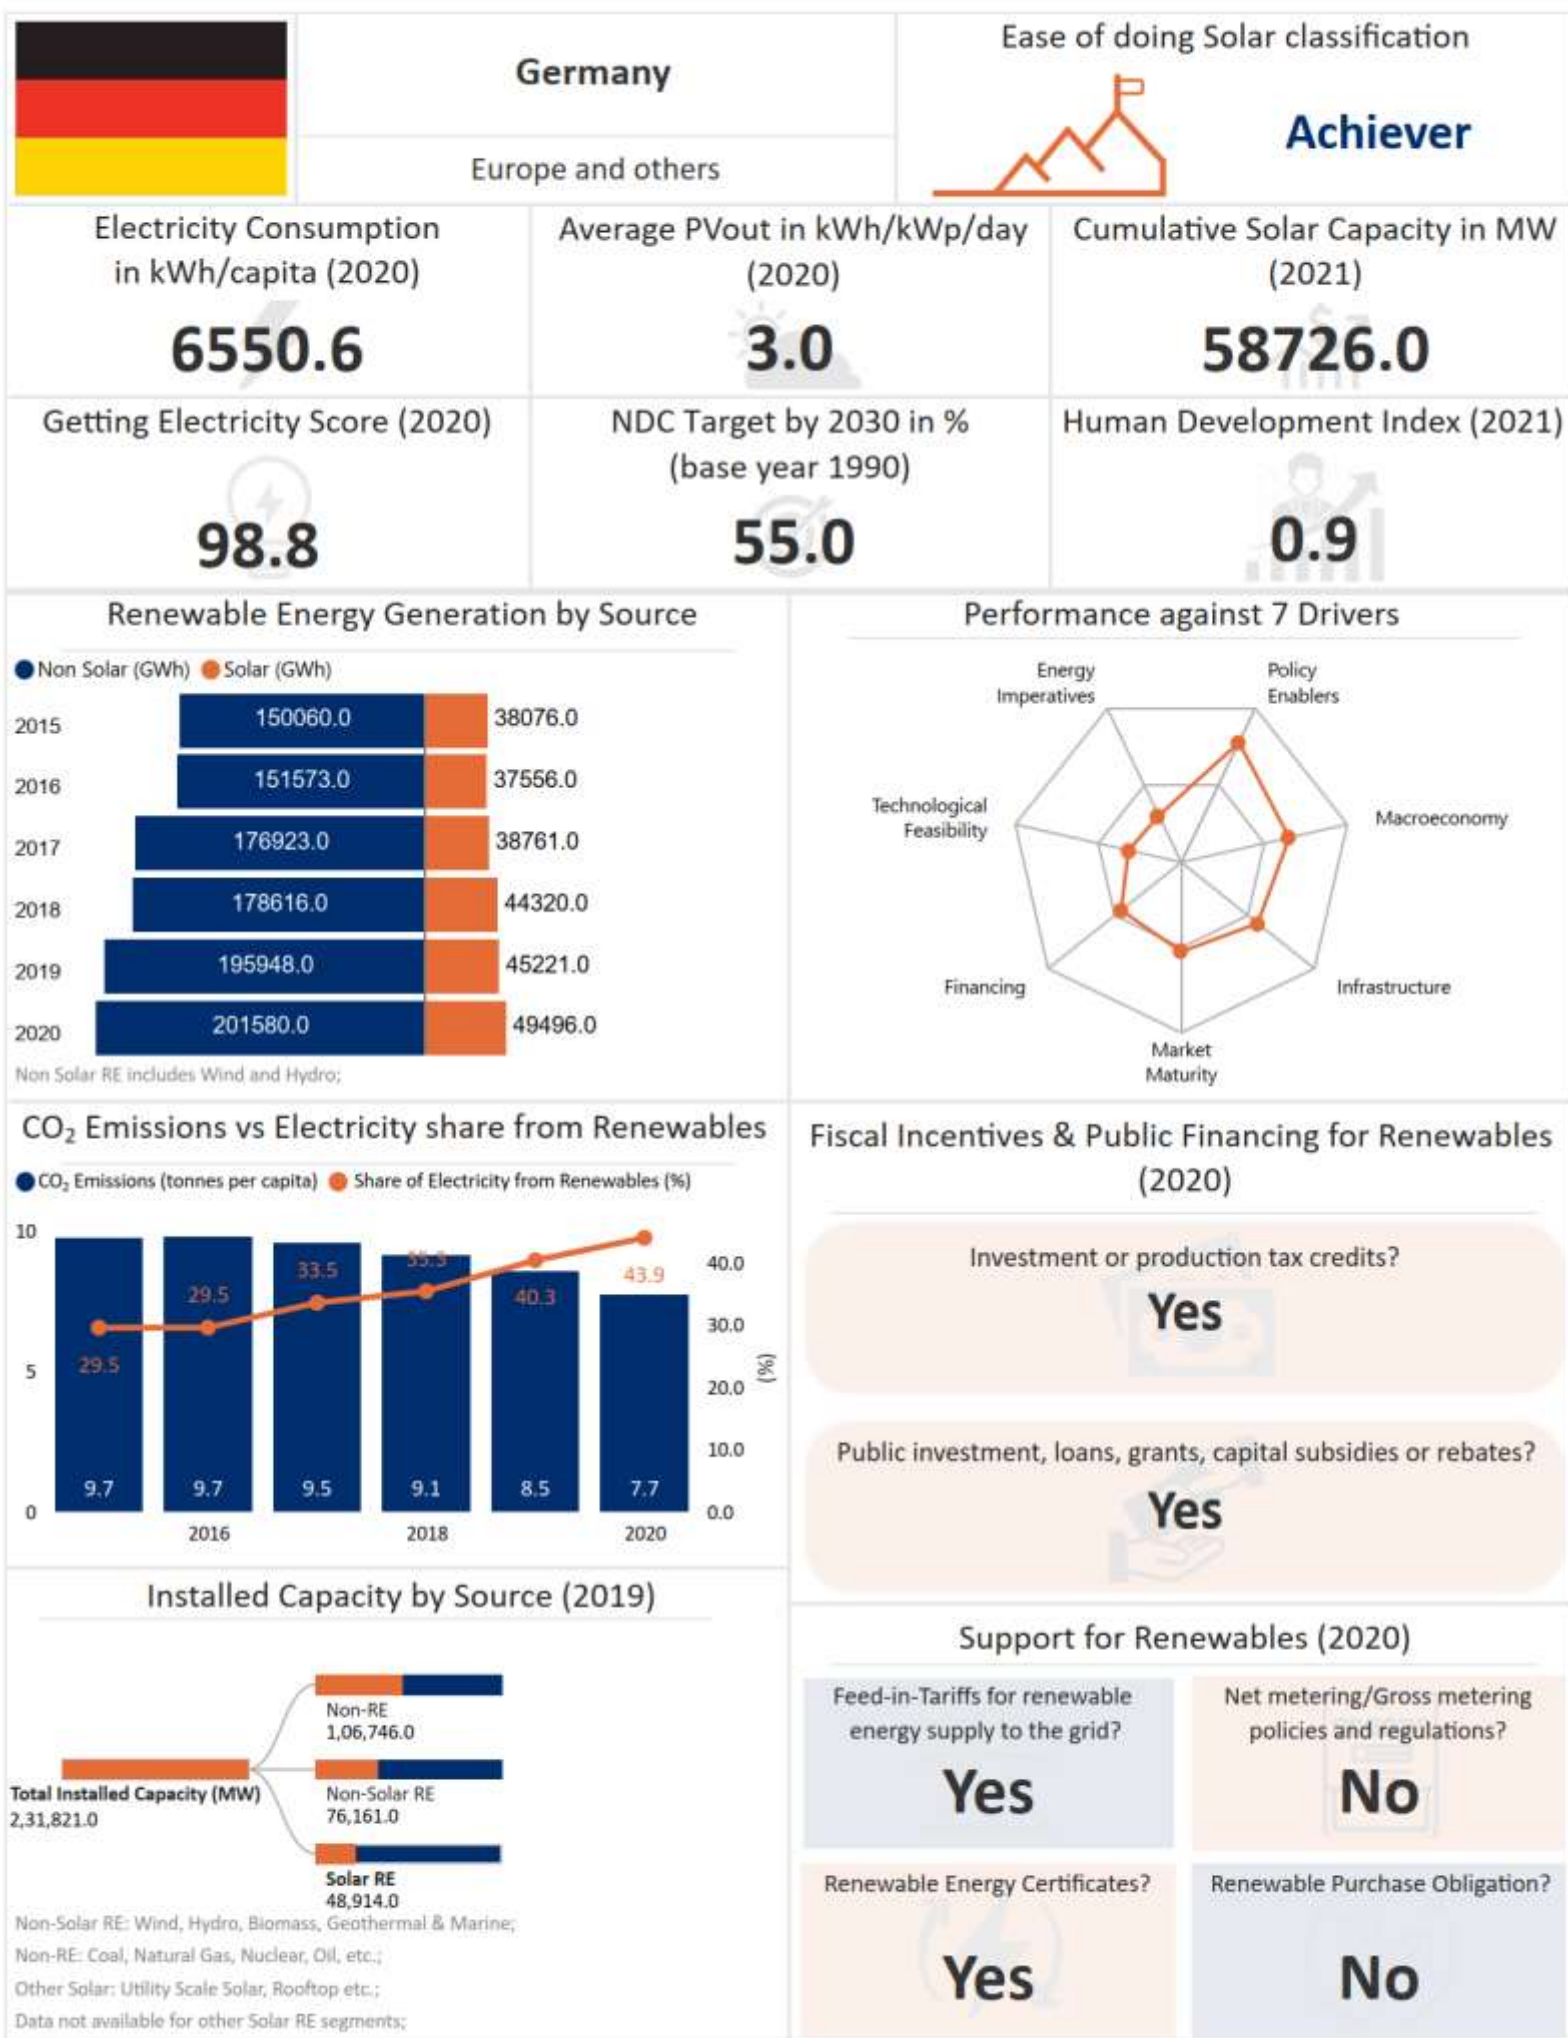 Germany
Europe and others
Ease of doing Solar classification
Achiever
Electricity Consumption
in kWh/capita (2020)
6550.6
Average PVout in kWh/kWp/day
(2020)
3.0
Cumulative Solar Capacity in MW
(2021)
58726.0
Getting Electricity Score (2020)
98.8
NDC Target by 2030 in %
(base year 1990)
55.0
Human Development Index (2021)
0.9
Renewable Energy Generation by Source
Non Solar (GWh) Solar (GWh)
2015 150060.0 38076.0
2016 151573.0 37556.0
2017 176923.0 38761.0
2018 178616.0 44320.0
2019 195948.0 45221.0
2020 201580.0 49496.0
Non Solar RE includes Wind and Hydro;
Performance against 7 Drivers
Energy
Imperatives
Policy
Enablers
Technological
Feasibility
Macroeconomy
Financing
Infrastructure
Market
Maturity
CO₂ Emissions vs Electricity share from Renewables
CO₂ Emissions (tonnes per capita) Share of Electricity from Renewables (%)
10
5
0
29.5
29.5
33.5
35.3
40.3
43.9
40.0
30.0
20.0
10.0
0.0
(%)
9.7 9.7 9.5 9.1 8.5 7.7
2016 2018 2020
Fiscal Incentives & Public Financing for Renewables
(2020)
Investment or production tax credits?
Yes
Public investment, loans, grants, capital subsidies or rebates?
Yes
Installed Capacity by Source (2019)
Total Installed Capacity (MW)
2,31,821.0
Non-RE
1,06,746.0
Non-Solar RE
76,161.0
Solar RE
48,914.0
Non-Solar RE: Wind, Hydro, Biomass, Geothermal & Marine;
Non-RE: Coal, Natural Gas, Nuclear, Oil, etc.;
Other Solar: Utility Scale Solar, Rooftop etc.;
Data not available for other Solar RE segments;
Support for Renewables (2020)
Feed-in-Tariffs for renewable
energy supply to the grid?
Yes
Net metering/Gross metering
policies and regulations?
No
Renewable Energy Certificates?
Yes
Renewable Purchase Obligation?
No